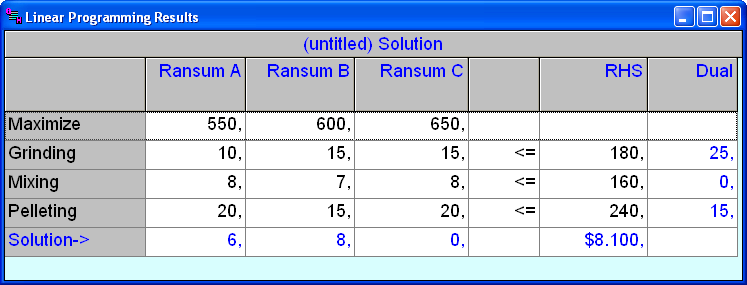 Linear Programming Results
(untitled) Solution
Ransum A Ransum B Ransum C RHS Dual
Maximize 550, 600, 650,
Grinding 10, 15, 15, <= 180, 25,
Mixing 8, 7, 8, <= 160, 0,
Pelleting 20, 15, 20, <= 240, 15,
Solution-> 6, 8, 0, $8.100,